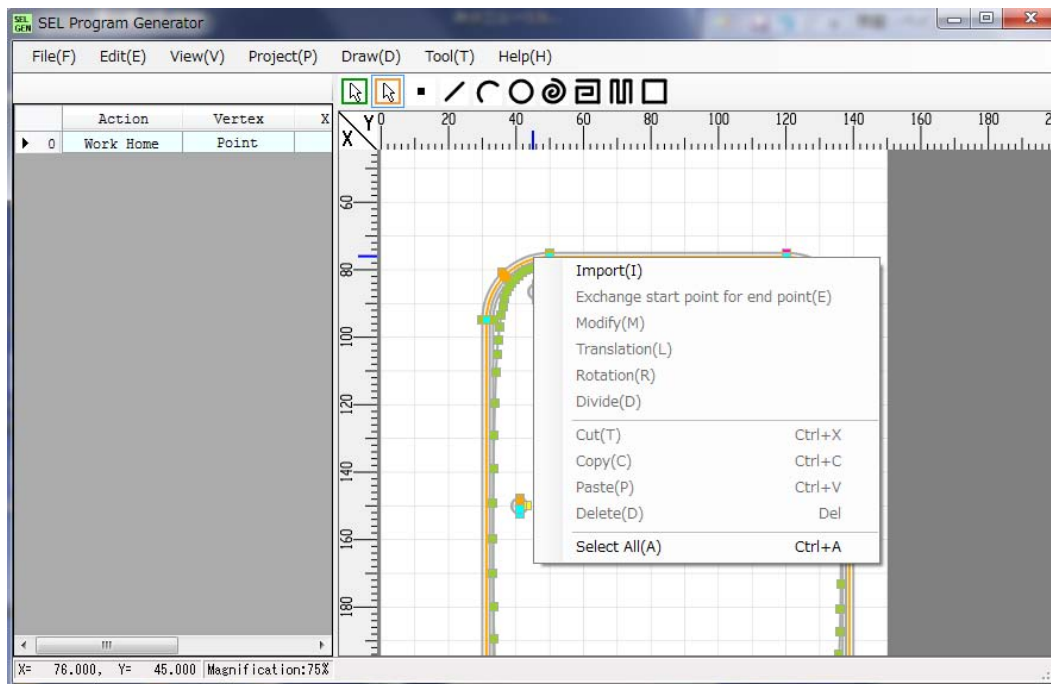 SEL GEN SEL Program Generator
File(F) Edit(E) View(V) Project(P) Draw(D) Tool(T) Help(H)
Action Vertex X
0 Work Home Point
Y 0 20 40 60 80 100 120 140 160 180
X
60
80
100
120
140
160
180
Import(I)
Exchange start point for end point(E)
Modify(M)
Translation(L)
Rotation(R)
Divide(D)
Cut(T) Ctrl+X
Copy(C) Ctrl+C
Paste(P) Ctrl+V
Delete(D) Del
Select All(A) Ctrl+A
X= 76.000, Y= 45.000 Magnification:75%